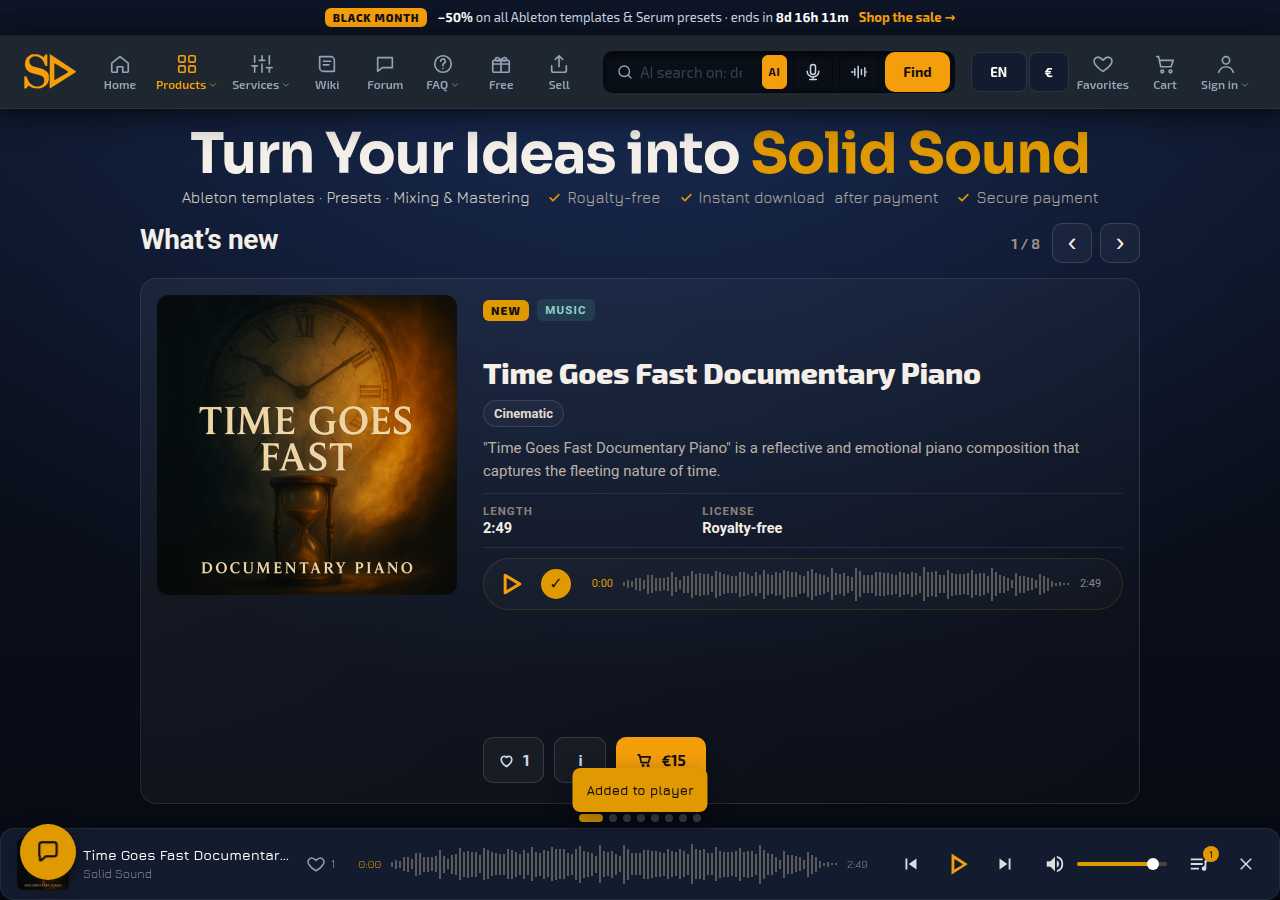 BLACK MONTH −50% on all Ableton templates & Serum presets · ends in 8d 16h 11m Shop the sale →
Home
Products
Services
Wiki
Forum
FAQ
Free
Sell
AI search on: dr
AI
Find
EN
€
Favorites
Cart
Sign in
Turn Your Ideas into Solid Sound
Ableton templates · Presets · Mixing & Mastering ✓ Royalty-free ✓ Instant download after payment ✓ Secure payment
What’s new
1 / 8
TIME GOES
FAST
DOCUMENTARY PIANO
NEW MUSIC
Time Goes Fast Documentary Piano
Cinematic
"Time Goes Fast Documentary Piano" is a reflective and emotional piano composition that
captures the fleeting nature of time.
LENGTH
2:49
LICENSE
Royalty-free
0:00
2:49
1
i
€15
Added to player
Time Goes Fast Documentar...
Solid Sound
1
0:00
2:49
1